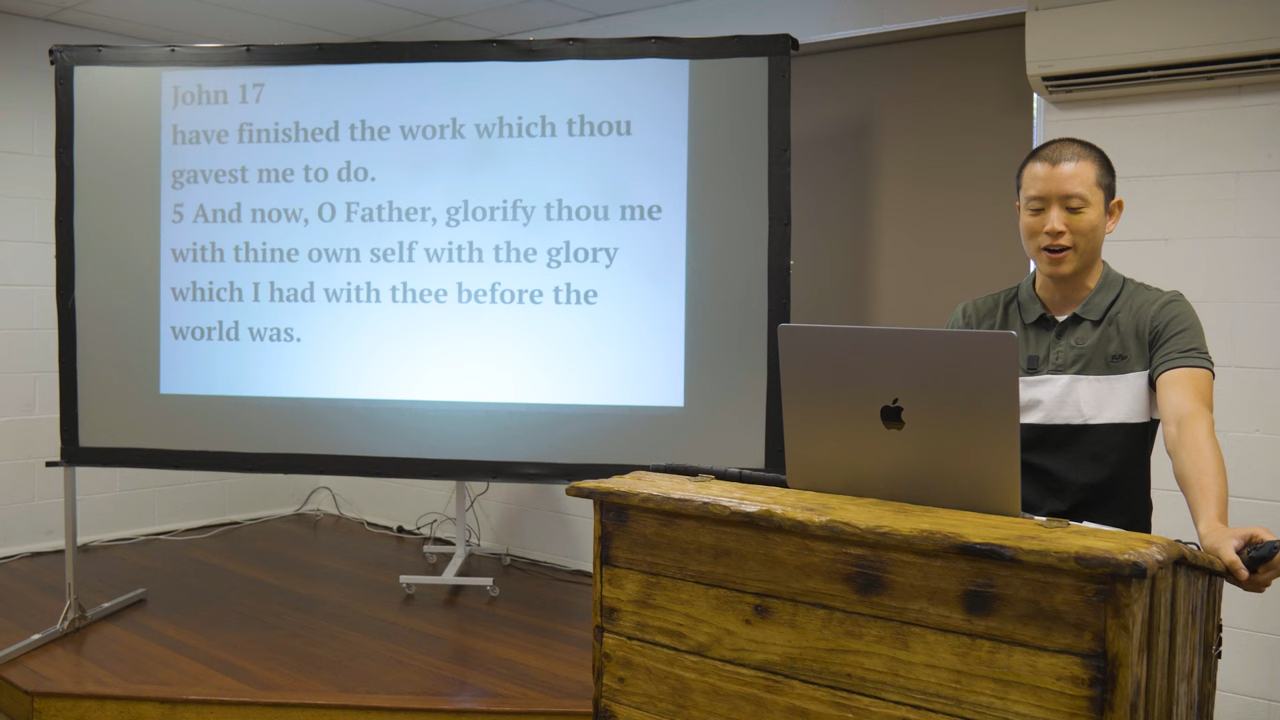 John 17
have finished the work which thou
gavest me to do.
5 And now, O Father, glorify thou me
with thine own self with the glory
which I had with thee before the
world was.